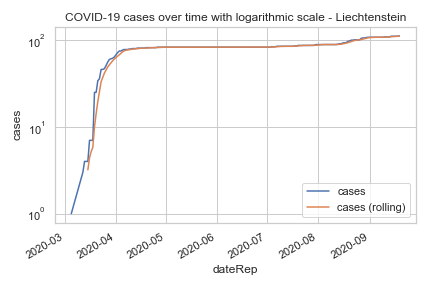 COVID-19 cases over time with logarithmic scale - Liechtenstein
10²
10¹
10⁰
cases
cases
cases (rolling)
2020-03
2020-04
2020-05
2020-06
2020-07
2020-08
2020-09
dateRep